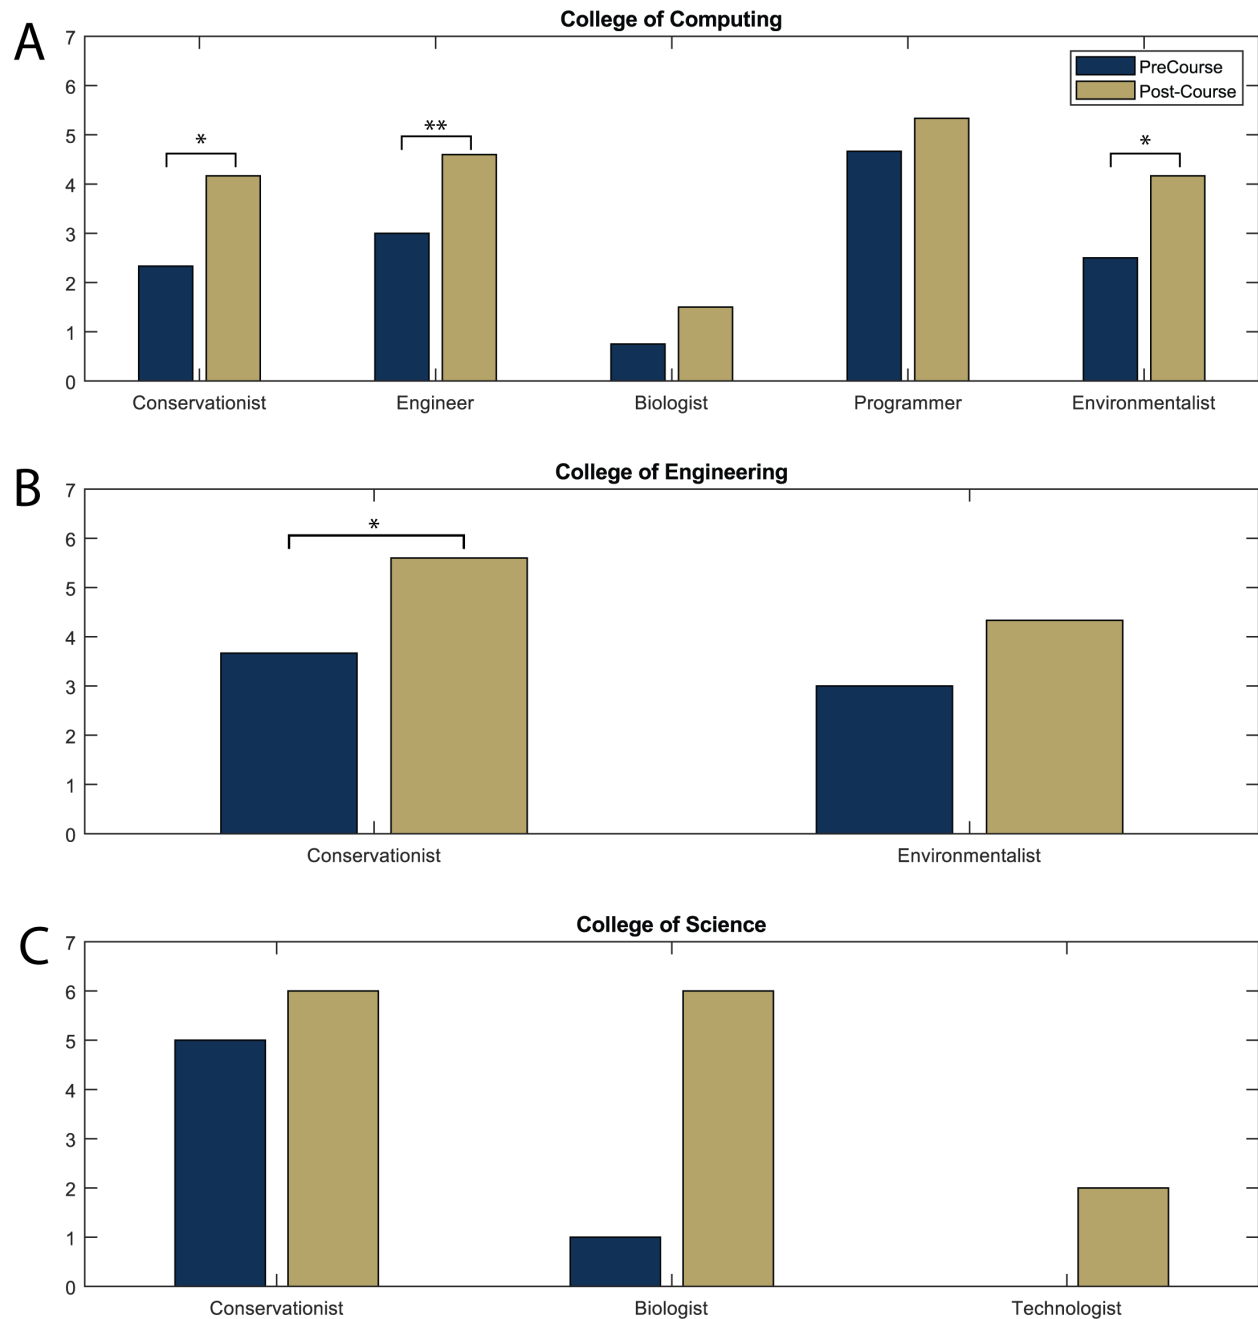 A
College of Computing
7
6
5
4
3
2
1
0
PreCourse
Post-Course
*
**
*
Conservationist Engineer Biologist Programmer Environmentalist
B
College of Engineering
7
6
5
4
3
2
1
0
*
Conservationist Environmentalist
C
College of Science
7
6
5
4
3
2
1
0
Conservationist Biologist Technologist